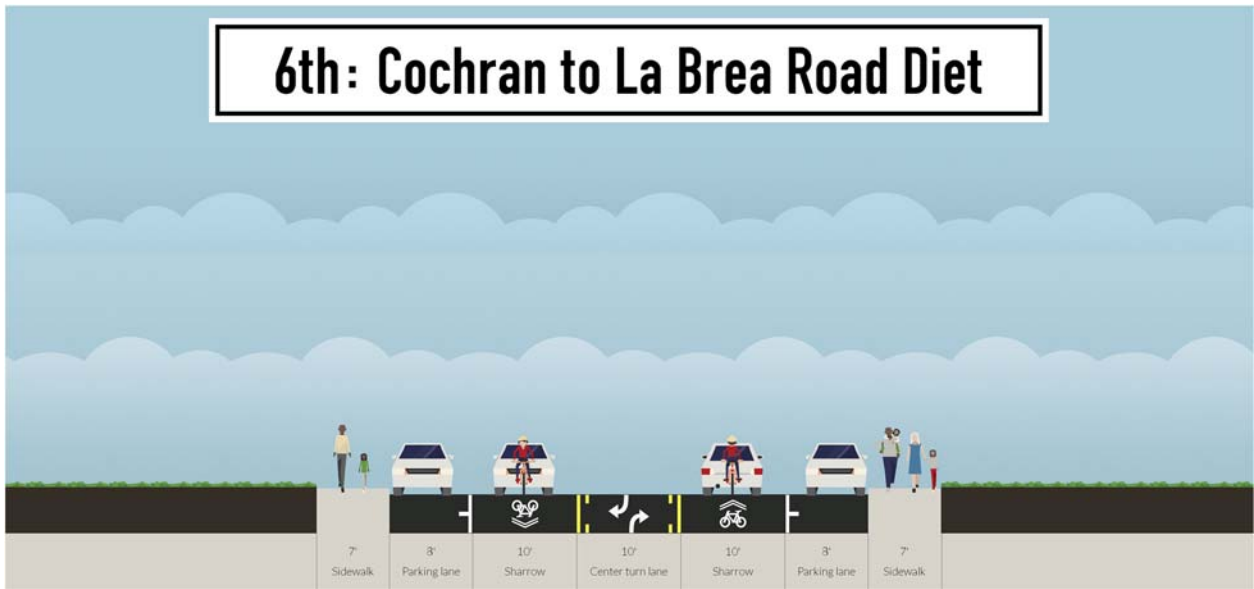 6th: Cochran to La Brea Road Diet
7' 8' 10' 10' 10' 8' 7'
Sidewalk Parking lane Sharrow Center turn lane Sharrow Parking lane Sidewalk